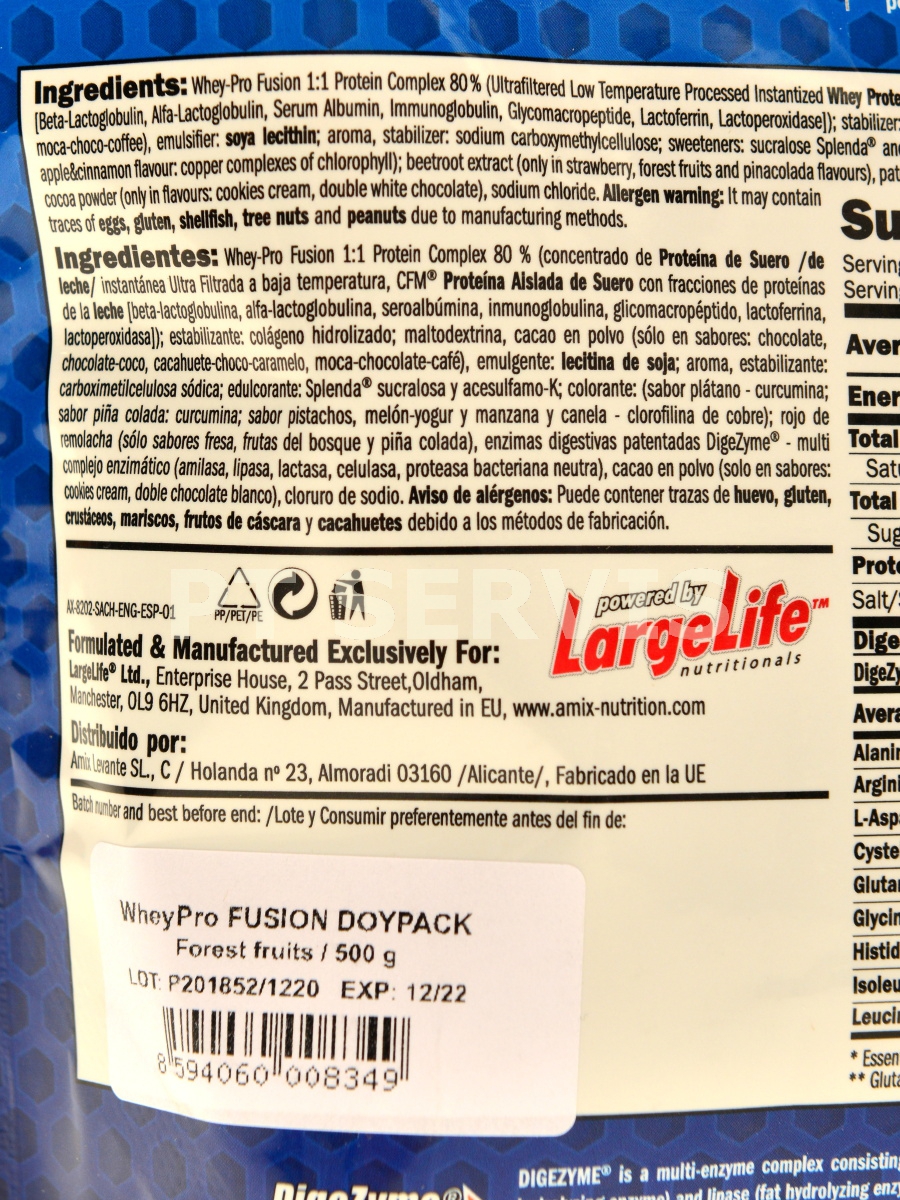 Ingredients: Whey-Pro Fusion 1:1 Protein Complex 80% (Ultrafiltered Low Temperature Processed Instantized Whey Prote
[Beta-Lactoglobulin, Alfa-Lactoglobulin, Serum Albumin, Immunoglobulin, Glycomacropeptide, Lactoferrin, Lactoperoxidase]); stabilizer:
moca-choco-coffee), emulsifier: soya lecithin; aroma, stabilizer: sodium carboxymethylcellulose; sweeteners: sucralose Splenda® and
apple&cinnamon flavour: copper complexes of chlorophyll); beetroot extract (only in strawberry, forest fruits and pinacolada flavours), pat
cocoa powder (only in flavours: cookies cream, double white chocolate), sodium chloride. Allergen warning: It may contain
traces of eggs, gluten, shellfish, tree nuts and peanuts due to manufacturing methods.
Ingredientes: Whey-Pro Fusion 1:1 Protein Complex 80 % (concentrado de Proteína de Suero /de
leche/ instantánea Ultra Filtrada a baja temperatura, CFM® Proteína Aislada de Suero con fracciones de proteínas
de la leche [beta-lactoglobulina, alfa-lactoglobulina, seroalbúmina, inmunoglobulina, glicomacropéptido, lactoferrina,
lactoperoxidasa]); estabilizante: colágeno hidrolizado; maltodextrina, cacao en polvo (sólo en sabores: chocolate,
chocolate-coco, cacahuete-choco-caramelo, moca-chocolate-café), emulgente: lecitina de soja; aroma, estabilizante:
carboximetilcelulosa sódica; edulcorante: Splenda® sucralosa y acesulfamo-K; colorante: (sabor plátano - curcumina;
sabor piña colada: curcumina; sabor pistachos, melón-yogur y manzana y canela - clorofilina de cobre); rojo de
remolacha (sólo sabores fresa, frutas del bosque y piña colada), enzimas digestivas patentadas DigeZyme® - multi
complejo enzimático (amilasa, lipasa, lactasa, celulasa, proteasa bacteriana neutra), cacao en polvo (solo en sabores:
cookies cream, doble chocolate blanco), cloruro de sodio. Aviso de alérgenos: Puede contener trazas de huevo, gluten,
crustáceos, mariscos, frutos de cáscara y cacahuetes debido a los métodos de fabricación.
AX-8202-SACH-ENG-ESP-01
PP/PET/PE
powered by
LargeLife™
nutritionals
PT SERVIS
Formulated & Manufactured Exclusively For:
LargeLife® Ltd., Enterprise House, 2 Pass Street,Oldham,
Manchester, OL9 6HZ, United Kingdom, Manufactured in EU, www.amix-nutrition.com
Distribuido por:
Amix Levante SL., C / Holanda nº 23, Almoradi 03160 /Alicante/, Fabricado en la UE
Batch number and best before end: /Lote y Consumir preferentemente antes del fin de:
WheyPro FUSION DOYPACK
Forest fruits / 500 g
LOT: P201852/1220 EXP: 12/22
8 594060 008349
Su
Serving
Serving
Aver
Ener
Total
Satu
Total
Sug
Prote
Salt/S
Dige
DigeZy
Avera
Alanin
Argini
L-Asp
Cyste
Glutar
Glycin
Histid
Isoleu
Leucin
* Essen
** Gluta
DigeZyme®
DIGEZYME® is a multi-enzyme complex consisting
enzyme) and lipase (fat hydrolyzing enzy